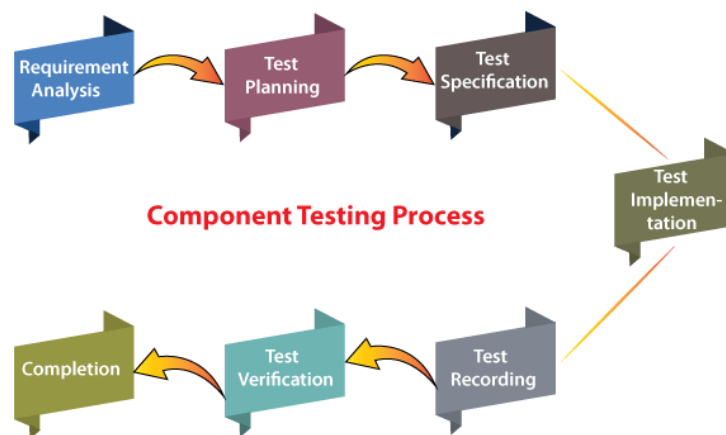 Requirement
Analysis
Test
Planning
Test
Specification
Test
Implemen-
tation
Component Testing Process
Completion
Test
Verification
Test
Recording